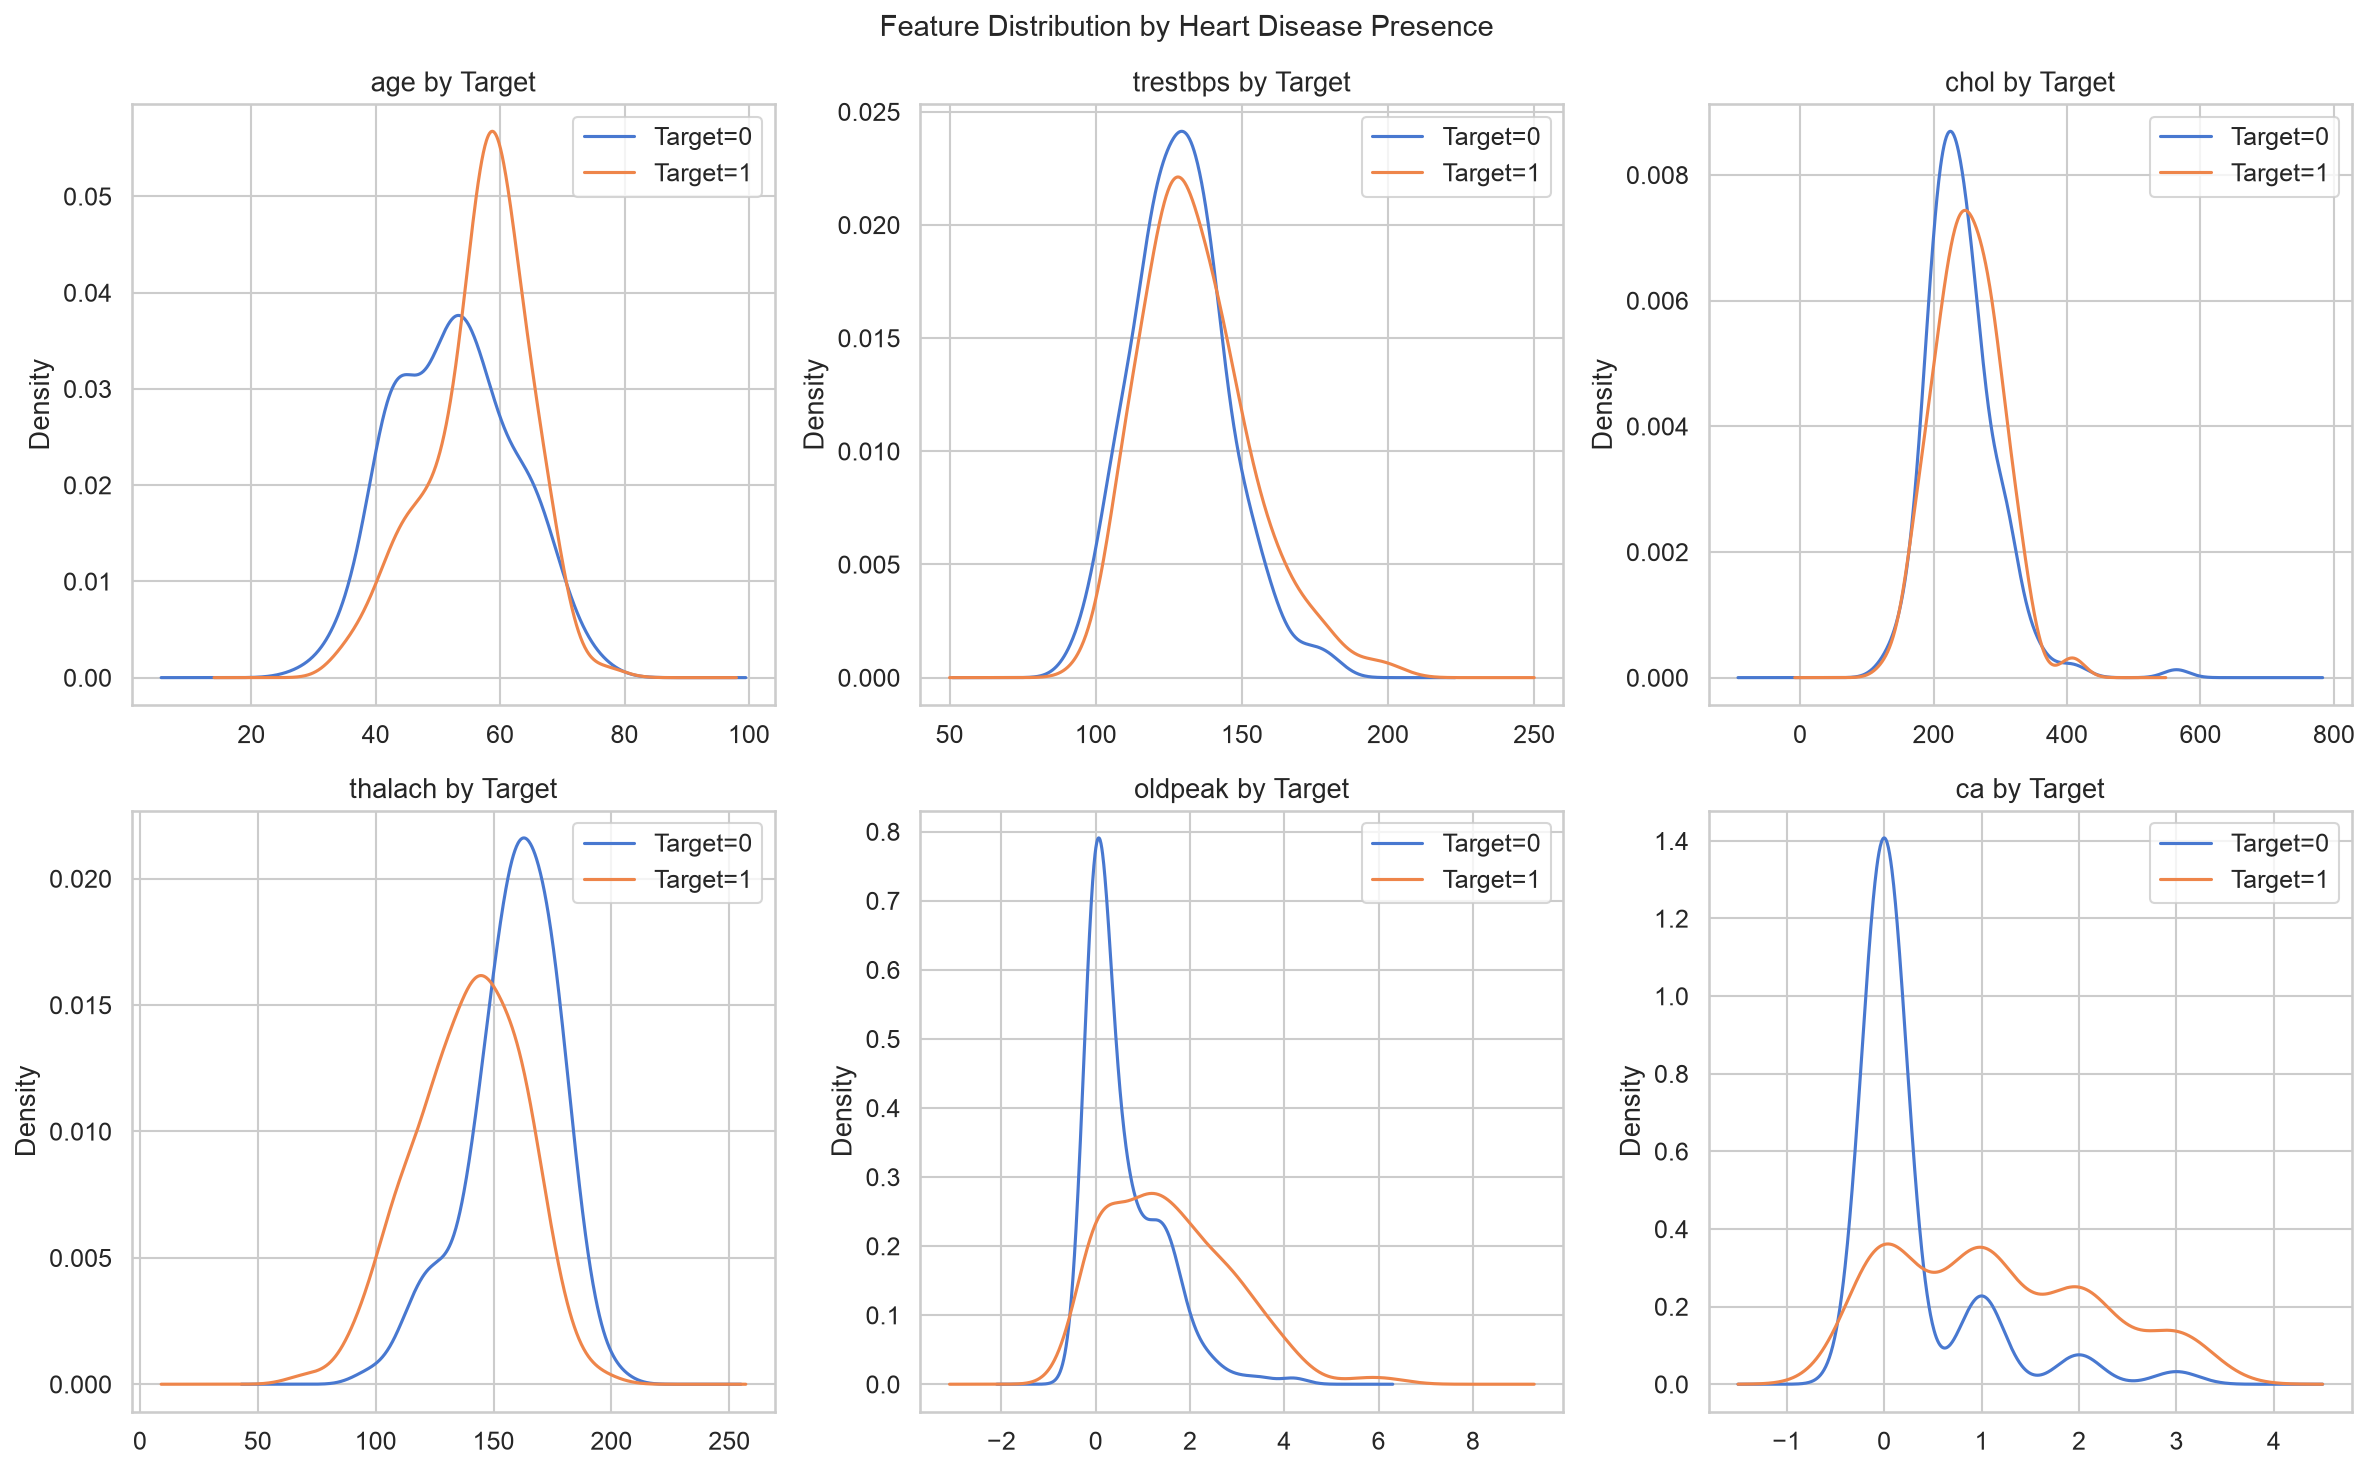 Feature Distribution by Heart Disease Presence
age by Target
Density
0.05
0.04
0.03
0.02
0.01
0.00
20 40 60 80 100
Target=0
Target=1
trestbps by Target
Density
0.025
0.020
0.015
0.010
0.005
0.000
50 100 150 200 250
Target=0
Target=1
chol by Target
Density
0.008
0.006
0.004
0.002
0.000
0 200 400 600 800
Target=0
Target=1
thalach by Target
Density
0.020
0.015
0.010
0.005
0.000
0 50 100 150 200 250
Target=0
Target=1
oldpeak by Target
Density
0.8
0.7
0.6
0.5
0.4
0.3
0.2
0.1
0.0
−2 0 2 4 6 8
Target=0
Target=1
ca by Target
Density
1.4
1.2
1.0
0.8
0.6
0.4
0.2
0.0
−1 0 1 2 3 4
Target=0
Target=1